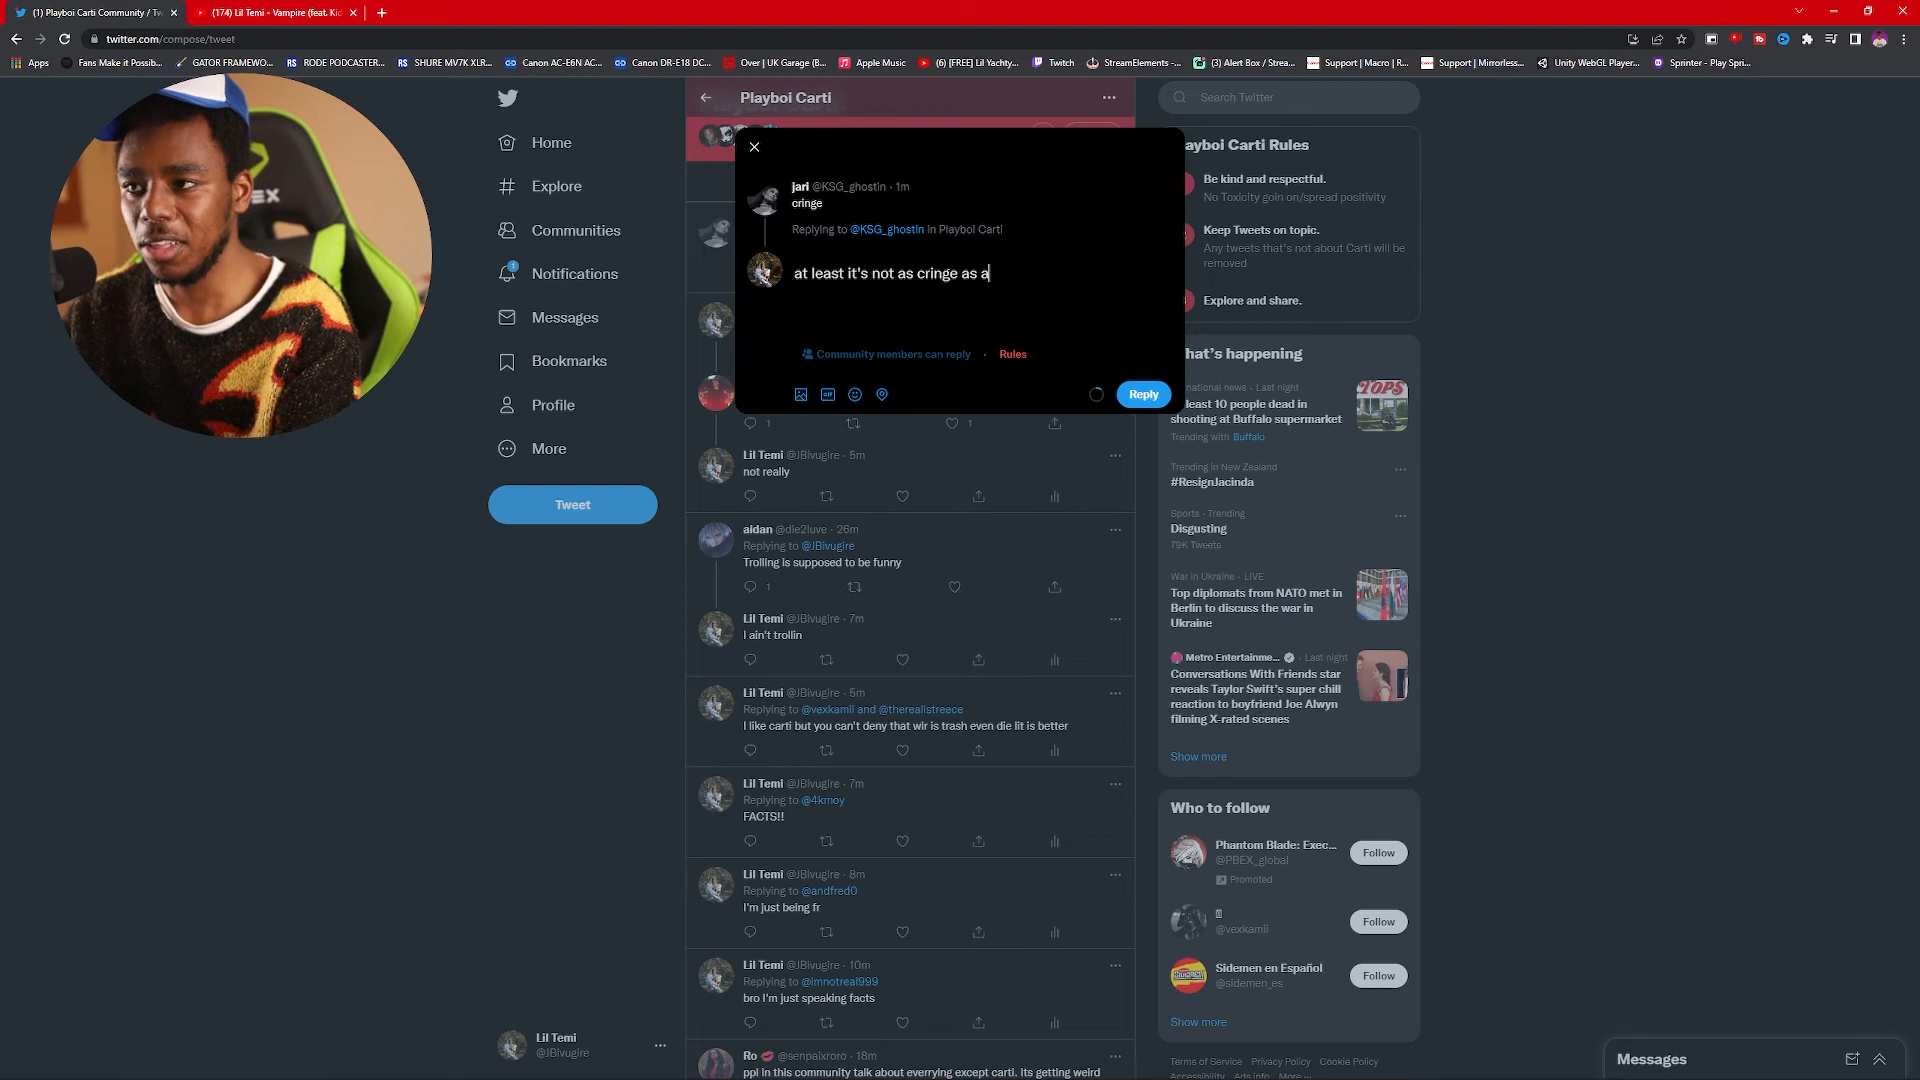 (1) Playboi Carti Community / Tw
(174) Lil Temi - Vampire (feat. Kid
twitter.com/compose/tweet
Apps
Fans Make it Possib...
GATOR FRAMEWO...
RODE PODCASTER...
SHURE MV7K XLR...
Canon AC-E6N AC...
Canon DR-E18 DC...
Over | UK Garage (B...
Apple Music
(6) [FREE] Lil Yachty...
Twitch
StreamElements -...
(3) Alert Box / Strea...
Support | Macro | R...
Support | Mirrorless...
Unity WebGL Player...
Sprinter - Play Spri...
Home
Explore
Communities
1
Notifications
Messages
Bookmarks
Profile
More
Tweet
Lil Temi
@JBivugire
Playboi Carti
jari @KSG_ghostin · 1m
cringe
Replying to @KSG_ghostin in Playboi Carti
at least it's not as cringe as a
Community members can reply · Rules
GIF
Reply
1
1
Lil Temi @JBivugire · 5m
not really
aidan @die2luve · 26m
Replying to @JBivugire
Trolling is supposed to be funny
1
Lil Temi @JBivugire · 7m
I ain't trollin
Lil Temi @JBivugire · 5m
Replying to @vexkamii and @therealistreece
I like carti but you can't deny that wlr is trash even die lit is better
Lil Temi @JBivugire · 7m
Replying to @4kmoy
FACTS!!
Lil Temi @JBivugire · 8m
Replying to @andfred0
I'm just being fr
Lil Temi @JBivugire · 10m
Replying to @imnotreal999
bro I'm just speaking facts
Ro 💋 @senpaixroro · 18m
ppl in this community talk about everrying except carti. Its getting weird
Search Twitter
ayboi Carti Rules
Be kind and respectful.
No Toxicity goin on/spread positivity
Keep Tweets on topic.
Any tweets that's not about Carti will be
removed
Explore and share.
hat's happening
national news · Last night
least 10 people dead in
shooting at Buffalo supermarket
Trending with Buffalo
TOPS
Trending in New Zealand
#ResignJacinda
Sports · Trending
Disgusting
79K Tweets
War in Ukraine · LIVE
Top diplomats from NATO met in
Berlin to discuss the war in
Ukraine
Metro Entertainme... · Last night
Conversations With Friends star
reveals Taylor Swift's super chill
reaction to boyfriend Joe Alwyn
filming X-rated scenes
Show more
Who to follow
Phantom Blade: Exec...
@PBEX_global
Promoted
Follow
@vexkamii
Follow
Sidemen en Español
@sidemen_es
Follow
Show more
Terms of Service Privacy Policy Cookie Policy
Accessibility Ads info More ...
Messages